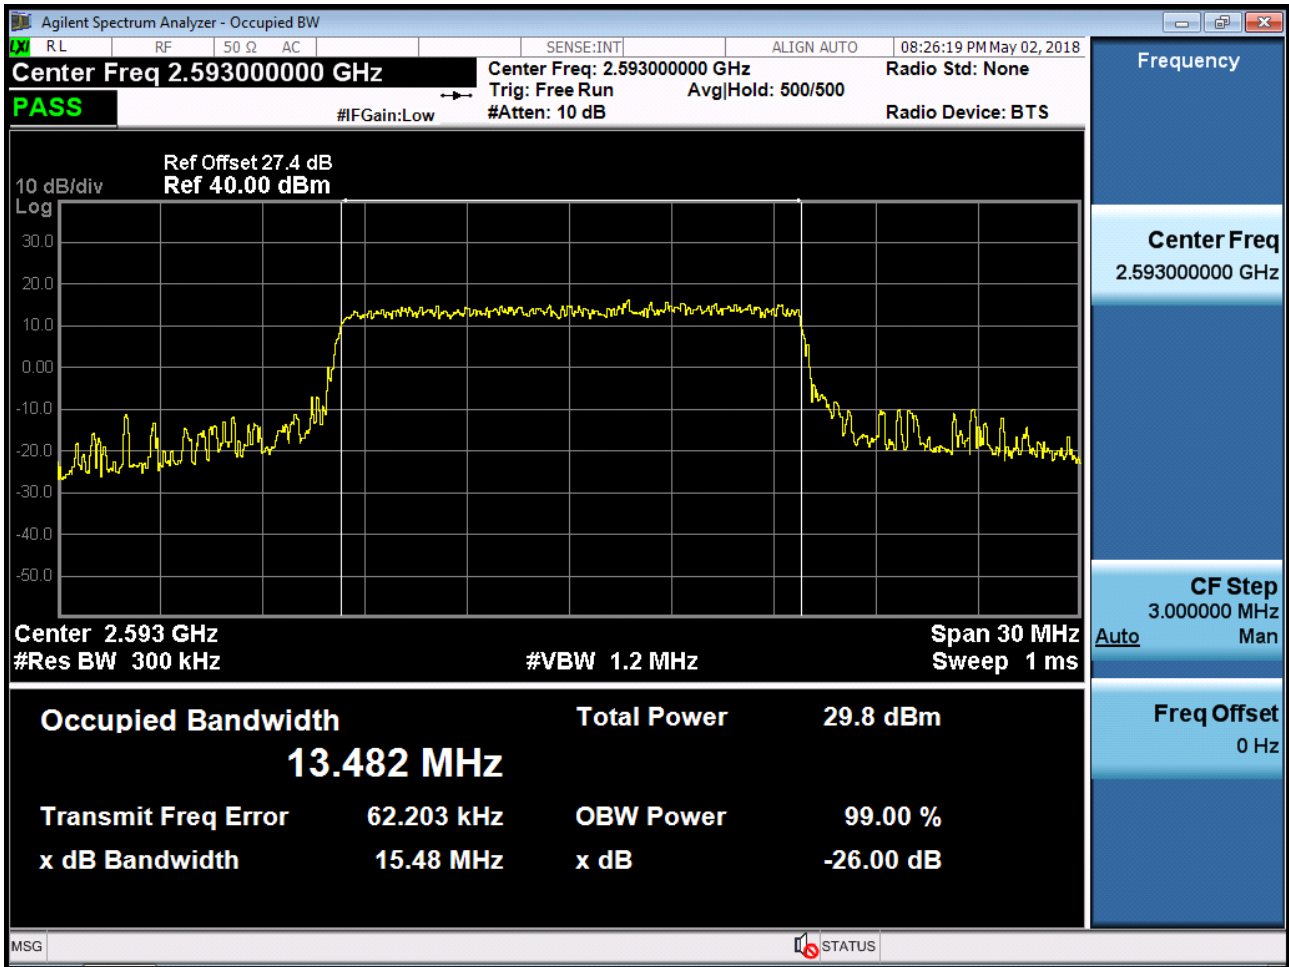 Agilent Spectrum Analyzer - Occupied BW
LXI RL RF 50 Ω AC SENSE:INT ALIGN AUTO 08:26:19 PM May 02, 2018
Center Freq 2.593000000 GHz
Center Freq: 2.593000000 GHz
Radio Std: None
Trig: Free Run Avg|Hold: 500/500
PASS
#IFGain:Low
#Atten: 10 dB
Radio Device: BTS
Ref Offset 27.4 dB
10 dB/div Ref 40.00 dBm
Log
30.0
20.0
10.0
0.00
-10.0
-20.0
-30.0
-40.0
-50.0
Center 2.593 GHz Span 30 MHz
#Res BW 300 kHz #VBW 1.2 MHz Sweep 1 ms
Occupied Bandwidth Total Power 29.8 dBm
13.482 MHz
Transmit Freq Error 62.203 kHz OBW Power 99.00 %
x dB Bandwidth 15.48 MHz x dB -26.00 dB
MSG STATUS
Frequency
Center Freq
2.593000000 GHz
CF Step
3.000000 MHz
Auto Man
Freq Offset
0 Hz